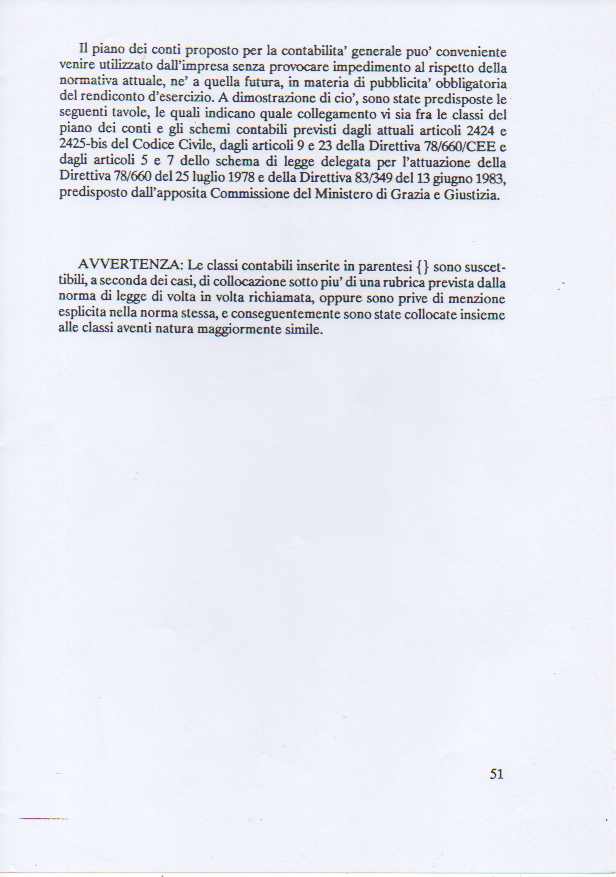 Il piano dei conti proposto per la contabilita' generale puo' conveniente
venire utilizzato dall'impresa senza provocare impedimento al rispetto della
normativa attuale, ne' a quella futura, in materia di pubblicita' obbligatoria
del rendiconto d'esercizio. A dimostrazione di cio', sono state predisposte le
seguenti tavole, le quali indicano quale collegamento vi sia fra le classi del
piano dei conti e gli schemi contabili previsti dagli attuali articoli 2424 e
2425-bis del Codice Civile, dagli articoli 9 e 23 della Direttiva 78/660/CEE e
dagli articoli 5 e 7 dello schema di legge delegata per l'attuazione della
Direttiva 78/660 del 25 luglio 1978 e della Direttiva 83/349 del 13 giugno 1983,
predisposto dall'apposita Commissione del Ministero di Grazia e Giustizia.
AVVERTENZA: Le classi contabili inserite in parentesi {} sono suscet-
tibili, a seconda dei casi, di collocazione sotto piu' di una rubrica prevista dalla
norma di legge di volta in volta richiamata, oppure sono prive di menzione
esplicita nella norma stessa, e conseguentemente sono state collocate insieme
alle classi aventi natura maggiormente simile.
51